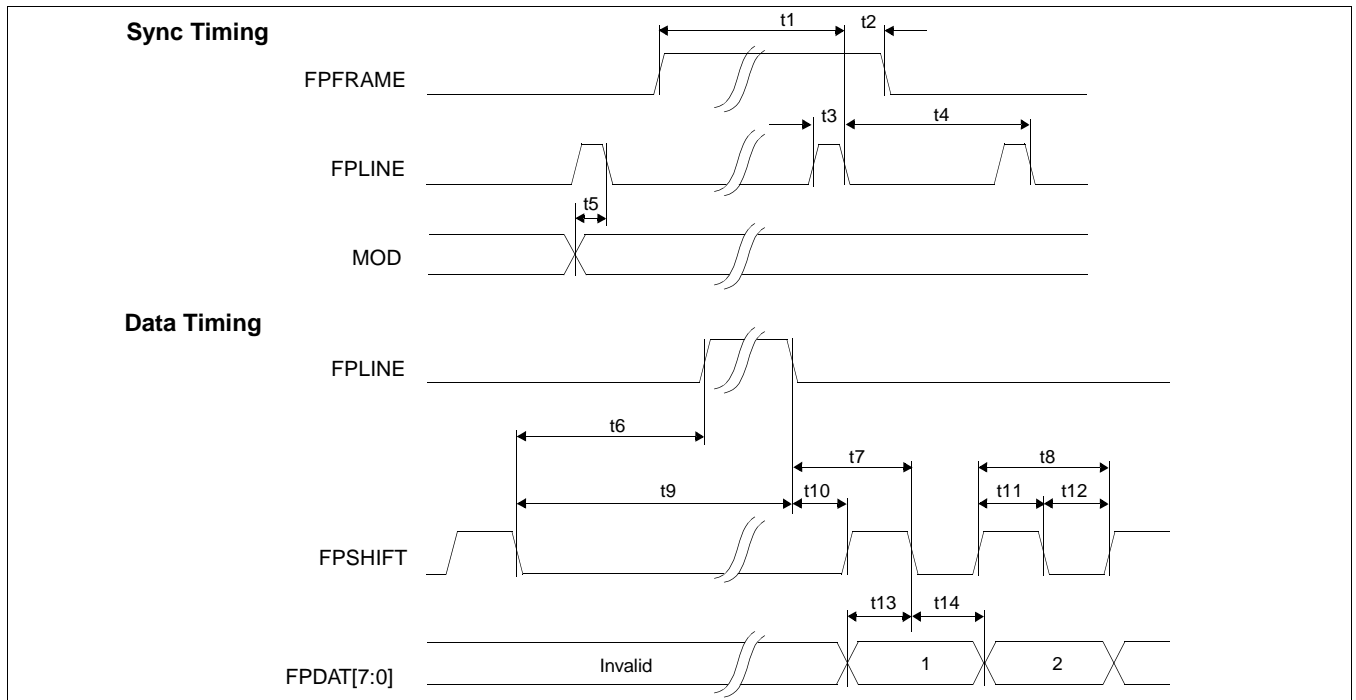 Sync Timing
t1 t2
FPFRAME
t3 t4
FPLINE
t5
MOD
Data Timing
FPLINE
t6
t7 t8
t9 t10 t11 t12
FPSHIFT
t13 t14
FPDAT[7:0] Invalid 1 2